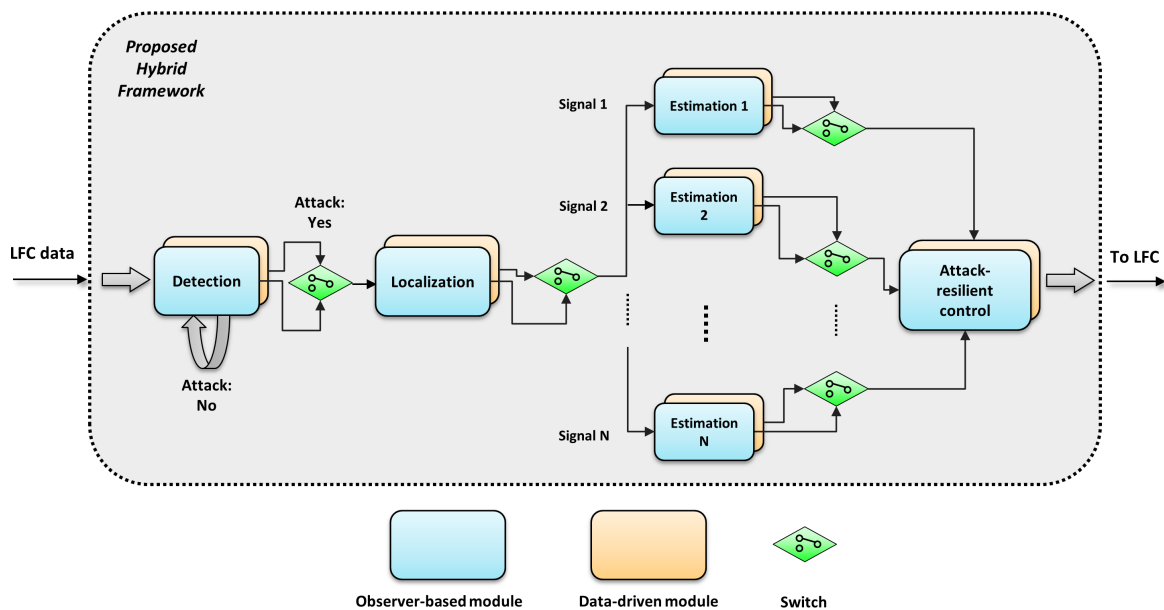 Proposed
Hybrid
Framework
LFC data
Detection
Attack:
No
Attack:
Yes
Localization
Signal 1
Estimation 1
Signal 2
Estimation
2
Signal N
Estimation
N
Attack-
resilient
control
To LFC
Observer-based module
Data-driven module
Switch